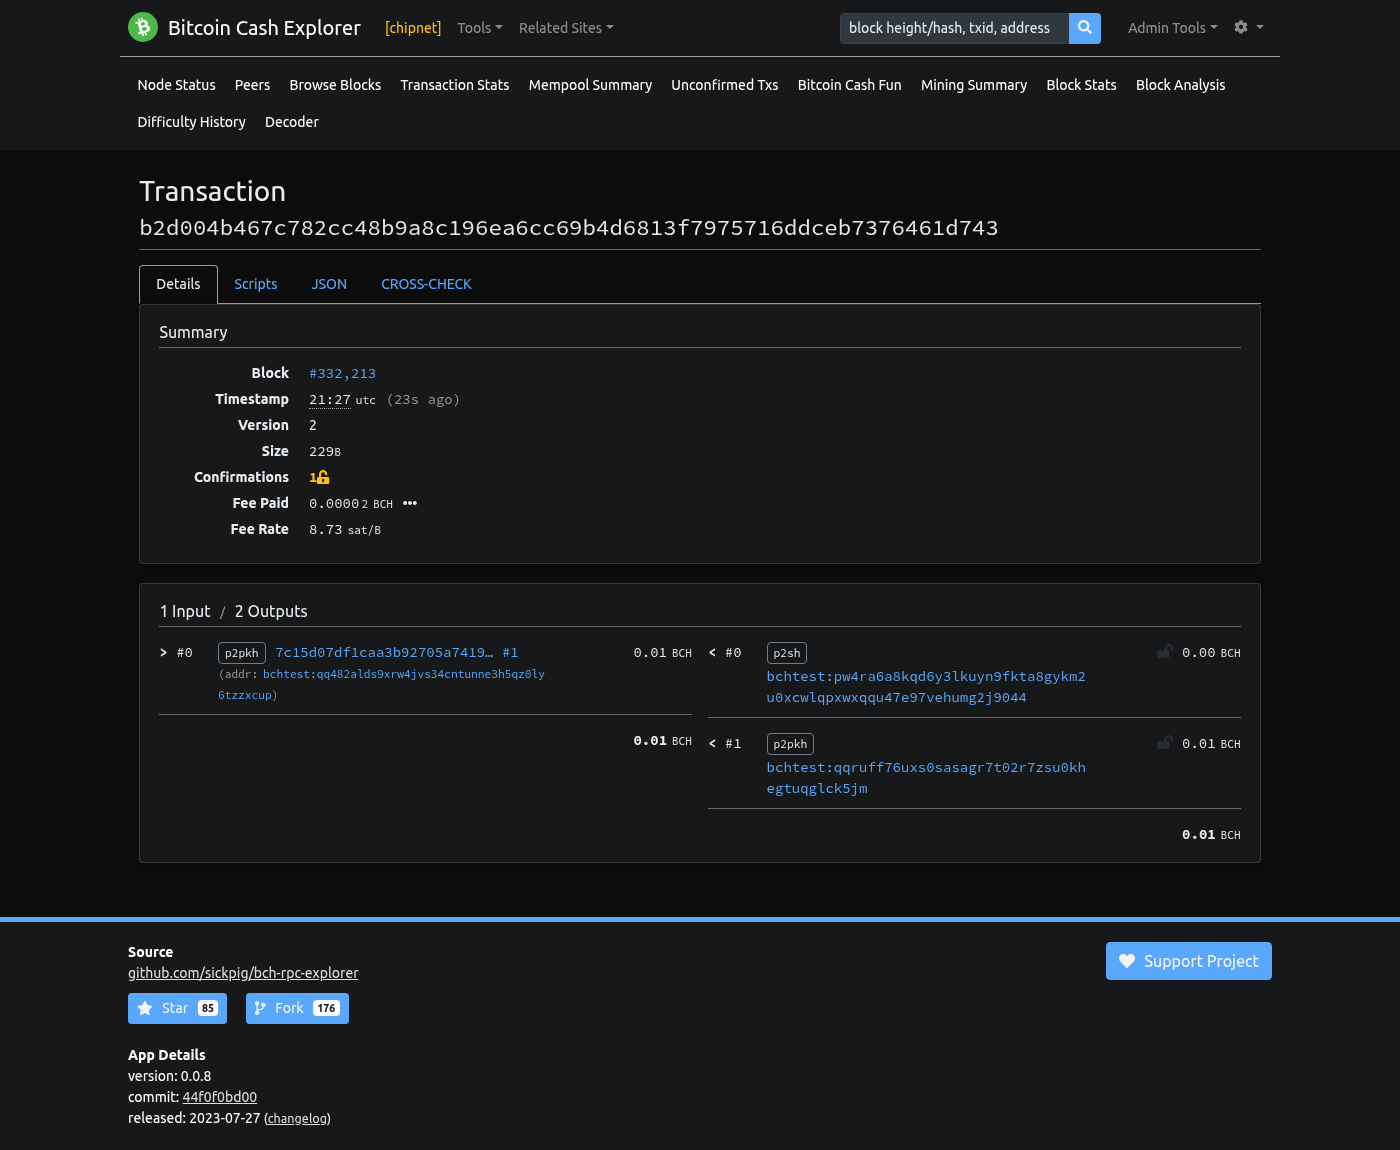 Bitcoin Cash Explorer [chipnet] Tools Related Sites block height/hash, txid, address Admin Tools
Node Status Peers Browse Blocks Transaction Stats Mempool Summary Unconfirmed Txs Bitcoin Cash Fun Mining Summary Block Stats Block Analysis
Difficulty History Decoder
Transaction
b2d004b467c782cc48b9a8c196ea6cc69b4d6813f7975716ddceb7376461d743
Details Scripts JSON CROSS-CHECK
Summary
Block #332,213
Timestamp 21:27 utc (23s ago)
Version 2
Size 229B
Confirmations 1
Fee Paid 0.00002 BCH •••
Fee Rate 8.73 sat/B
1 Input / 2 Outputs
> #0 p2pkh 7c15d07df1caa3b92705a7419… #1 0.01 BCH
(addr: bchtest:qq482alds9xrw4jvs34cntunne3h5qz0ly
6tzzxcup)
0.01 BCH
< #0 p2sh 0.00 BCH
bchtest:pw4ra6a8kqd6y3lkuyn9fkta8gykm2
u0xcwlqpxwxqqu47e97vehumg2j9044
< #1 p2pkh 0.01 BCH
bchtest:qqruff76uxs0sasagr7t02r7zsu0kh
egtuqglck5jm
0.01 BCH
Source
github.com/sickpig/bch-rpc-explorer
Star 85 Fork 176
Support Project
App Details
version: 0.0.8
commit: 44f0f0bd00
released: 2023-07-27 (changelog)